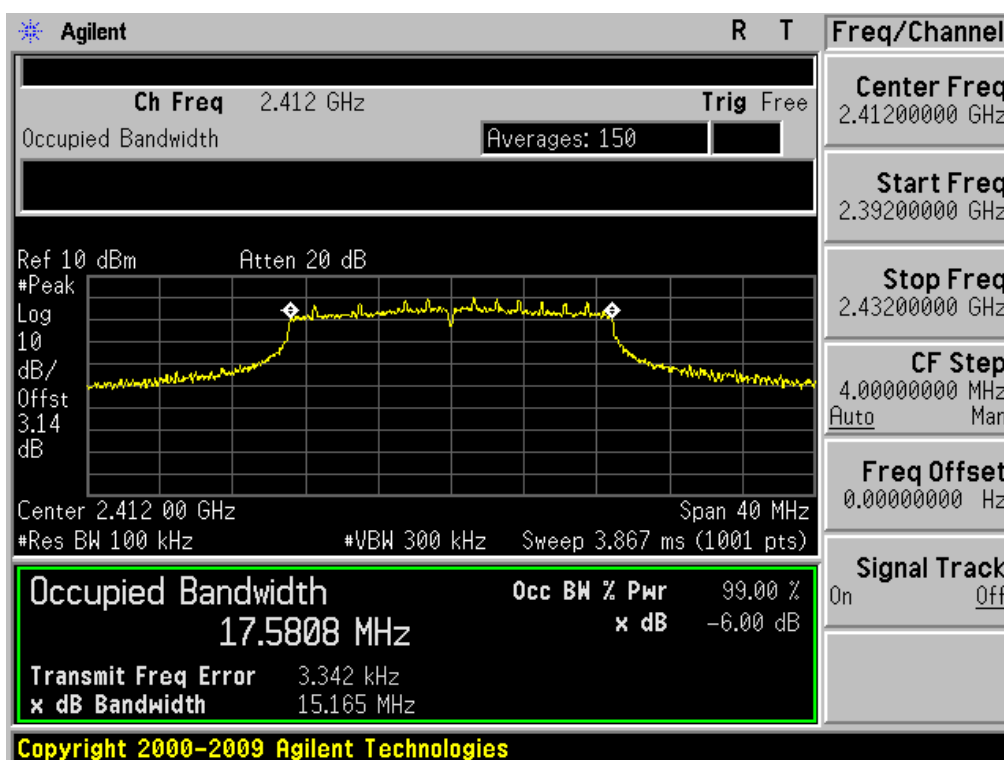 Agilent R T
Ch Freq 2.412 GHz Trig Free
Occupied Bandwidth Averages: 150
Ref 10 dBm Atten 20 dB
#Peak
Log
10
dB/
Offst
3.14
dB
Center 2.412 00 GHz Span 40 MHz
#Res BW 100 kHz #VBW 300 kHz Sweep 3.867 ms (1001 pts)
Occupied Bandwidth Occ BW % Pwr 99.00 %
17.5808 MHz x dB -6.00 dB
Transmit Freq Error 3.342 kHz
x dB Bandwidth 15.165 MHz
Copyright 2000-2009 Agilent Technologies
Freq/Channel
Center Freq
2.41200000 GHz
Start Freq
2.39200000 GHz
Stop Freq
2.43200000 GHz
CF Step
4.00000000 MHz
Auto Man
Freq Offset
0.00000000 Hz
Signal Track
On Off